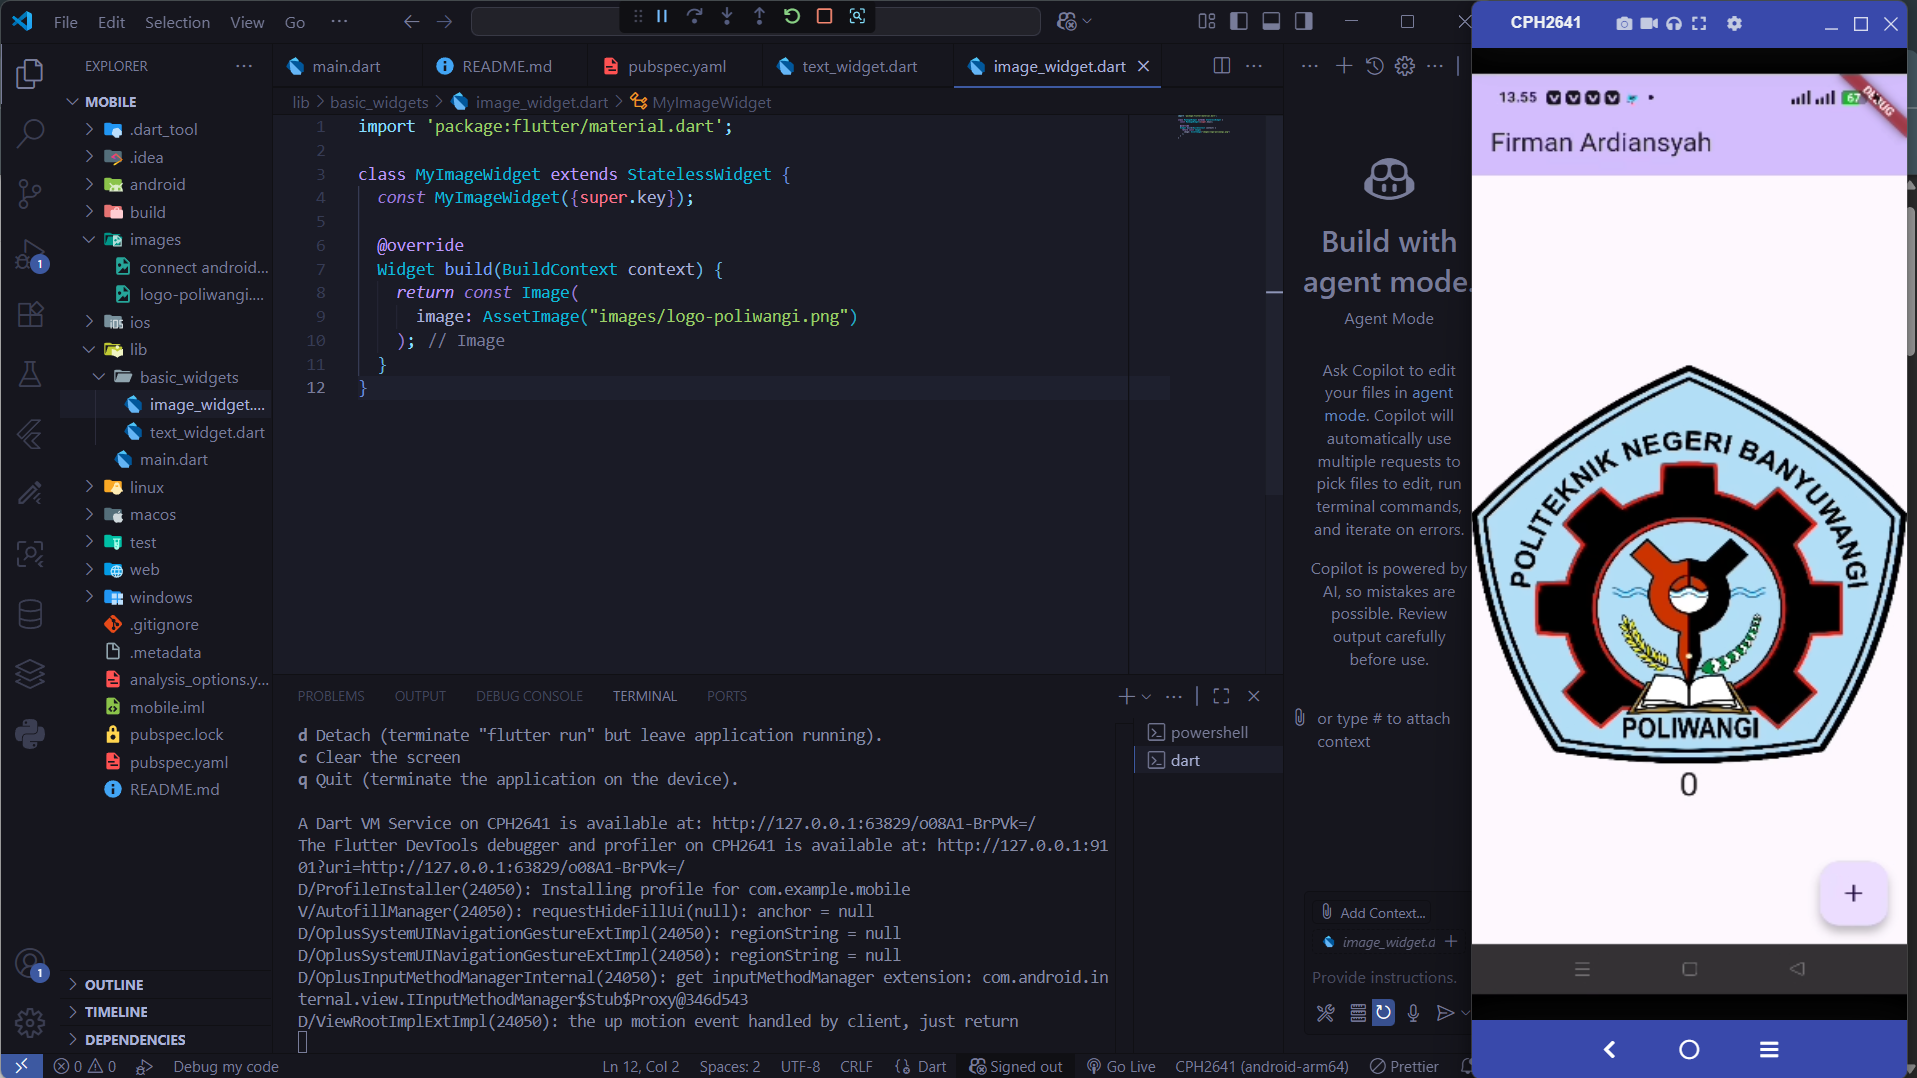 File Edit Selection View Go ···
EXPLORER ···
MOBILE
.dart_tool
.idea
android
build
images
connect android...
logo-poliwangi....
ios
lib
basic_widgets
image_widget....
text_widget.dart
main.dart
linux
macos
test
web
windows
.gitignore
.metadata
analysis_options.y...
mobile.iml
pubspec.lock
pubspec.yaml
README.md
OUTLINE
TIMELINE
DEPENDENCIES
1
1
main.dart README.md pubspec.yaml text_widget.dart image_widget.dart
lib > basic_widgets > image_widget.dart > MyImageWidget
1 import 'package:flutter/material.dart';
2
3 class MyImageWidget extends StatelessWidget {
4 const MyImageWidget({super.key});
5
6 @override
7 Widget build(BuildContext context) {
8 return const Image(
9 image: AssetImage("images/logo-poliwangi.png")
10 ); // Image
11 }
12 }
PROBLEMS OUTPUT DEBUG CONSOLE TERMINAL PORTS
d Detach (terminate "flutter run" but leave application running).
c Clear the screen
q Quit (terminate the application on the device).
A Dart VM Service on CPH2641 is available at: http://127.0.0.1:63829/o08A1-BrPVk=/
The Flutter DevTools debugger and profiler on CPH2641 is available at: http://127.0.0.1:91
01?uri=http://127.0.0.1:63829/o08A1-BrPVk=/
D/ProfileInstaller(24050): Installing profile for com.example.mobile
V/AutofillManager(24050): requestHideFillUi(null): anchor = null
D/OplusSystemUINavigationGestureExtImpl(24050): regionString = null
D/OplusSystemUINavigationGestureExtImpl(24050): regionString = null
D/OplusInputMethodManagerInternal(24050): get inputMethodManager extension: com.android.in
ternal.view.IInputMethodManager$Stub$Proxy@346d543
D/ViewRootImplExtImpl(24050): the up motion event handled by client, just return
powershell
dart
Build with
agent mode.
Agent Mode
Ask Copilot to edit
your files in agent
mode. Copilot will
automatically use
multiple requests to
pick files to edit, run
terminal commands,
and iterate on errors.
Copilot is powered by
AI, so mistakes are
possible. Review
output carefully
before use.
or type # to attach
context
Add Context...
image_widget.d
Provide instructions.
0 0 Debug my code Ln 12, Col 2 Spaces: 2 UTF-8 CRLF {} Dart Signed out Go Live CPH2641 (android-arm64) Prettier
CPH2641
13.55 67
DEBUG
Firman Ardiansyah
POLITEKNIK NEGERI BANYUWANGI
POLIWANGI
0
+